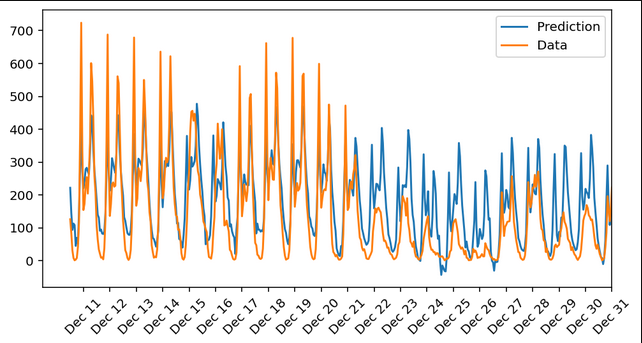 700
600
500
400
300
200
100
0
Prediction
Data
Dec 11
Dec 12
Dec 13
Dec 14
Dec 15
Dec 16
Dec 17
Dec 18
Dec 19
Dec 20
Dec 21
Dec 22
Dec 23
Dec 24
Dec 25
Dec 26
Dec 27
Dec 28
Dec 29
Dec 30
Dec 31